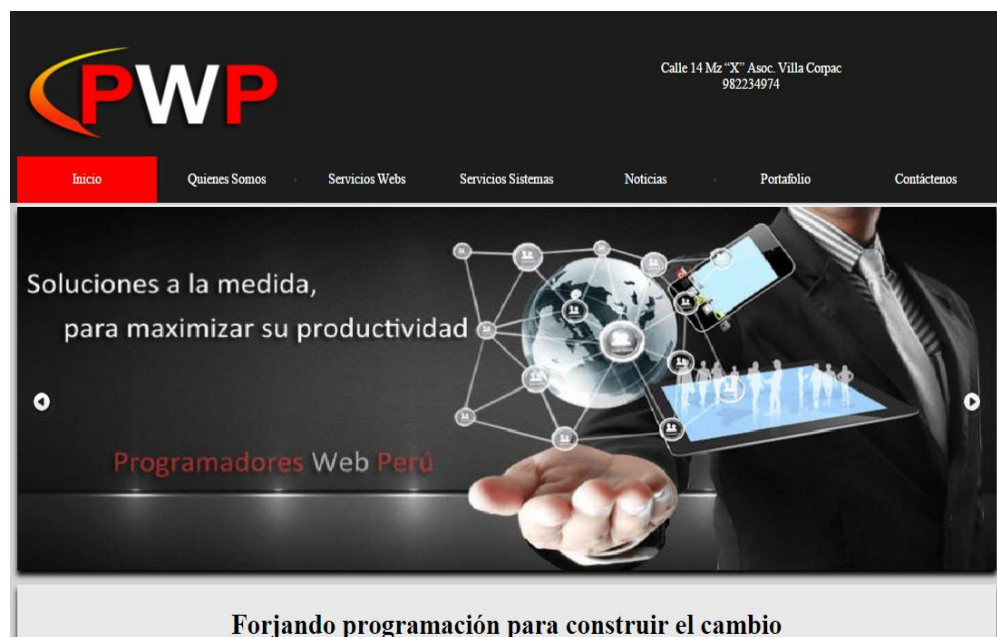 PWP
Calle 14 Mz “X” Asoc. Villa Corpac
982234974
Inicio
Quienes Somos
Servicios Webs
Servicios Sistemas
Noticias
Portafolio
Contáctenos
Soluciones a la medida,
para maximizar su productividad
Programadores Web Perú
Forjando programación para construir el cambio